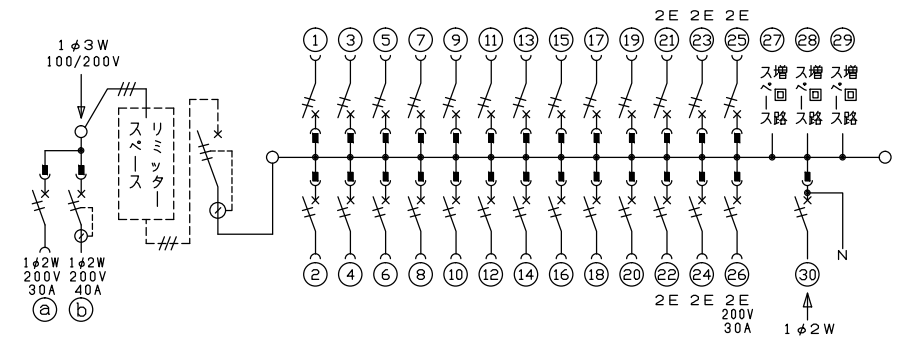 2E 2E 2E
1 3 5 7 9 11 13 15 17 19 21 23 25 27 28 29
1φ3W
100/200V
増回路
スペース
増回路
スペース
増回路
スペース
リミッター
スペース
1φ2W
200V
30A
a
1φ2W
200V
40A
b
2 4 6 8 10 12 14 16 18 20 22 24 26 30
N
2E 2E 2E
200V
30A
1φ2W